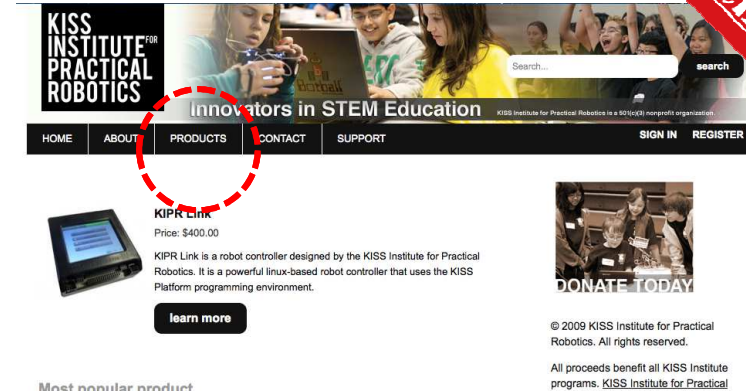 KISS
INSTITUTE FOR
PRACTICAL
ROBOTICS
Search...
search
Innovators in STEM Education
KISS Institute for Practical Robotics is a 501(c)(3) nonprofit organization.
HOME ABOUT PRODUCTS CONTACT SUPPORT SIGN IN REGISTER
KIPR Link
Price: $400.00
KIPR Link is a robot controller designed by the KISS Institute for Practical
Robotics. It is a powerful linux-based robot controller that uses the KISS
Platform programming environment.
learn more
DONATE TODAY
© 2009 KISS Institute for Practical
Robotics. All rights reserved.
All proceeds benefit all KISS Institute
programs. KISS Institute for Practical
Most popular product